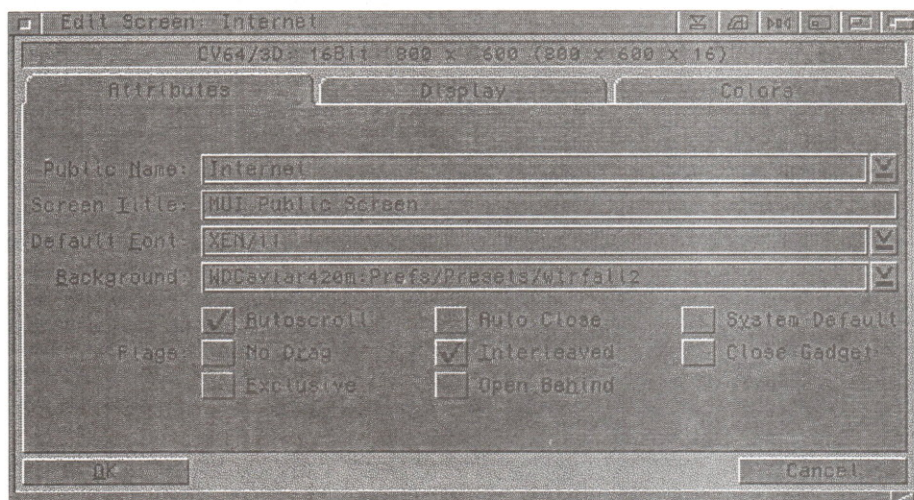 Edit Screen: Internet
CV64/3D: 16Bit (800 x 600 (800 x 600 x 16)
Attributes Display Colors
Public Name: Internet
Screen Title: MUI Public Screen
Default Font: XEN/11
Background: WDCaviar420m:Prefs/Presets/wtrfall2
Autoscroll Auto Close System Default
Flags: No Drag Interleaved Close Gadget
Exclusive Open Behind
OK Cancel